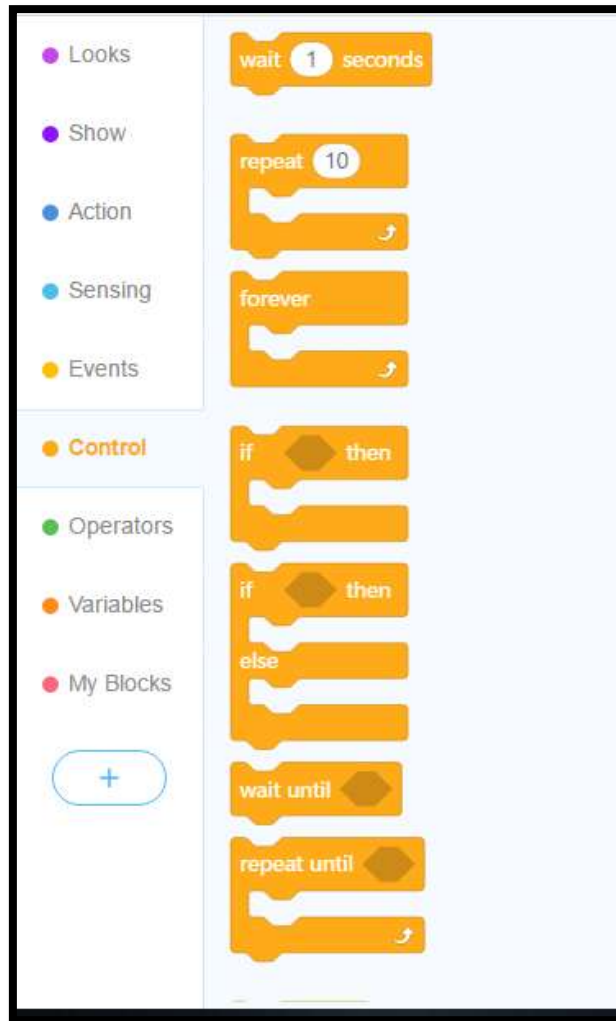 Looks
Show
Action
Sensing
Events
Control
Operators
Variables
My Blocks
+
wait 1 seconds
repeat 10
forever
if then
if then
else
wait until
repeat until